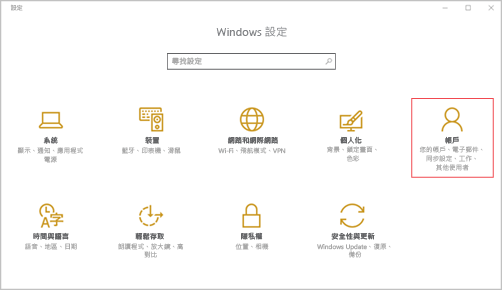 設定
Windows 設定
尋找設定
系統
顯示、通知、應用程式、
電源
裝置
藍牙、印表機、滑鼠
網路和網際網路
Wi-Fi、飛航模式、VPN
個人化
背景、鎖定畫面、
色彩
帳戶
您的帳戶、電子郵件、
同步設定、工作、
其他使用者
時間與語言
語音、地區、日期
輕鬆存取
朗讀程式、放大鏡、高
對比
隱私權
位置、相機
安全性與更新
Windows Update、復原、
備份